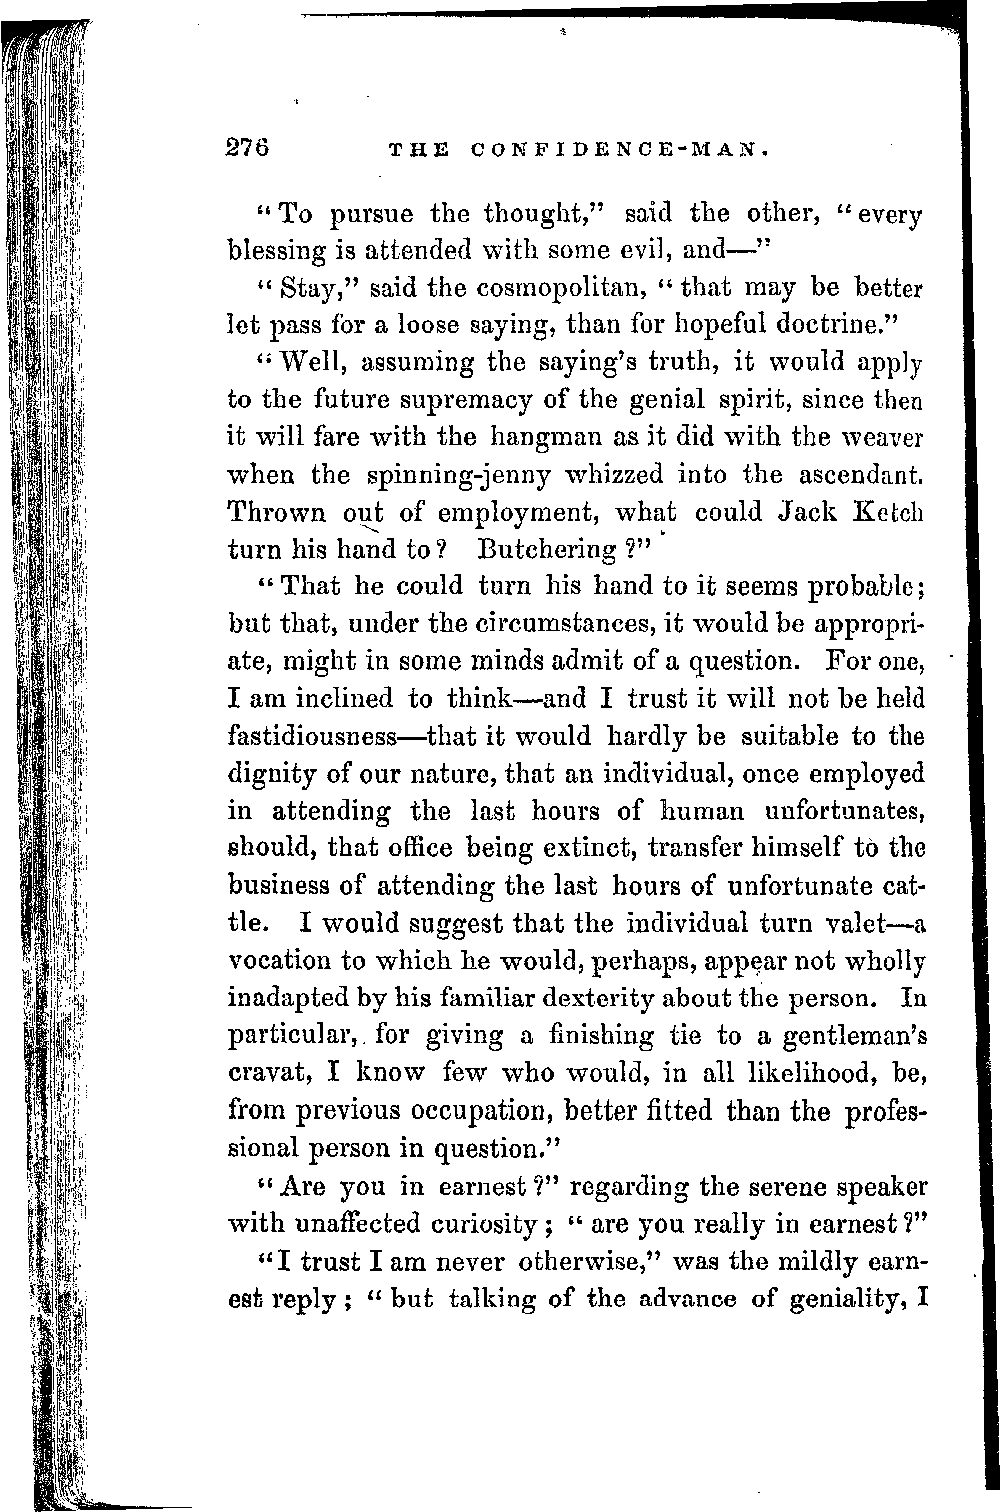 276 THE CONFIDENCE-MAN.
"To pursue the thought," said the other, "every
blessing is attended with some evil, and—"
"Stay," said the cosmopolitan, "that may be better
let pass for a loose saying, than for hopeful doctrine."
"Well, assuming the saying's truth, it would apply
to the future supremacy of the genial spirit, since then
it will fare with the hangman as it did with the weaver
when the spinning-jenny whizzed into the ascendant.
Thrown out of employment, what could Jack Ketch
turn his hand to? Butchering?"
"That he could turn his hand to it seems probable;
but that, under the circumstances, it would be appropri-
ate, might in some minds admit of a question. For one,
I am inclined to think—and I trust it will not be held
fastidiousness—that it would hardly be suitable to the
dignity of our nature, that an individual, once employed
in attending the last hours of human unfortunates,
should, that office being extinct, transfer himself to the
business of attending the last hours of unfortunate cat-
tle. I would suggest that the individual turn valet—a
vocation to which he would, perhaps, appear not wholly
inadapted by his familiar dexterity about the person. In
particular, for giving a finishing tie to a gentleman's
cravat, I know few who would, in all likelihood, be,
from previous occupation, better fitted than the profes-
sional person in question."
"Are you in earnest?" regarding the serene speaker
with unaffected curiosity; "are you really in earnest?"
"I trust I am never otherwise," was the mildly earn-
est reply; "but talking of the advance of geniality, I